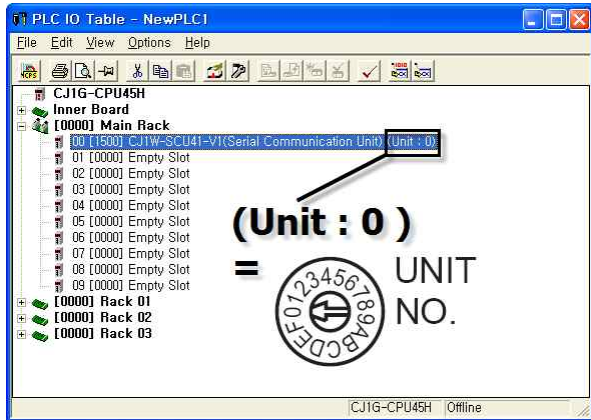 PLC IO Table - NewPLC1
File Edit View Options Help
CJ1G-CPU45H
Inner Board
[0000] Main Rack
00 [1500] CJ1W-SCU41-V1(Serial Communication Unit) (Unit : 0)
01 [0000] Empty Slot
02 [0000] Empty Slot
03 [0000] Empty Slot
04 [0000] Empty Slot
05 [0000] Empty Slot
06 [0000] Empty Slot
07 [0000] Empty Slot
08 [0000] Empty Slot
09 [0000] Empty Slot
[0000] Rack 01
[0000] Rack 02
[0000] Rack 03
(Unit : 0 )
=
0123456789ABCDEF
UNIT
NO.
CJ1G-CPU45H Offline